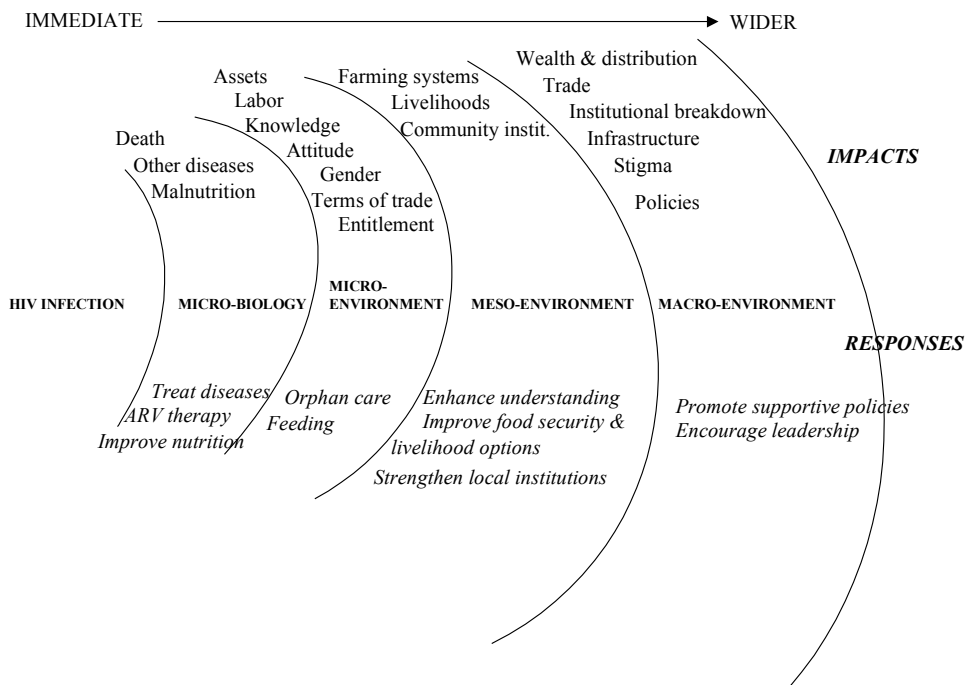 IMMEDIATE WIDER
Death
Other diseases
Malnutrition
Assets
Labor
Knowledge
Attitude
Gender
Terms of trade
Entitlement
Farming systems
Livelihoods
Community instit.
Wealth & distribution
Trade
Institutional breakdown
Infrastructure
Stigma
Policies
IMPACTS
HIV INFECTION
MICRO-BIOLOGY
MICRO-
ENVIRONMENT
MESO-ENVIRONMENT
MACRO-ENVIRONMENT
RESPONSES
Treat diseases
ARV therapy
Improve nutrition
Orphan care
Feeding
Enhance understanding
Improve food security &
livelihood options
Strengthen local institutions
Promote supportive policies
Encourage leadership